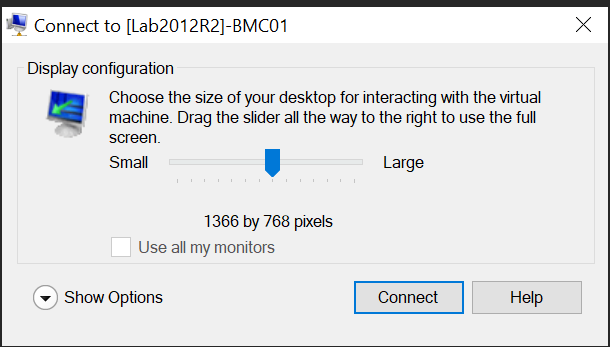 Connect to [Lab2012R2]-BMC01
Display configuration
Choose the size of your desktop for interacting with the virtual
machine. Drag the slider all the way to the right to use the full
screen.
Small Large
1366 by 768 pixels
Use all my monitors
Show Options Connect Help